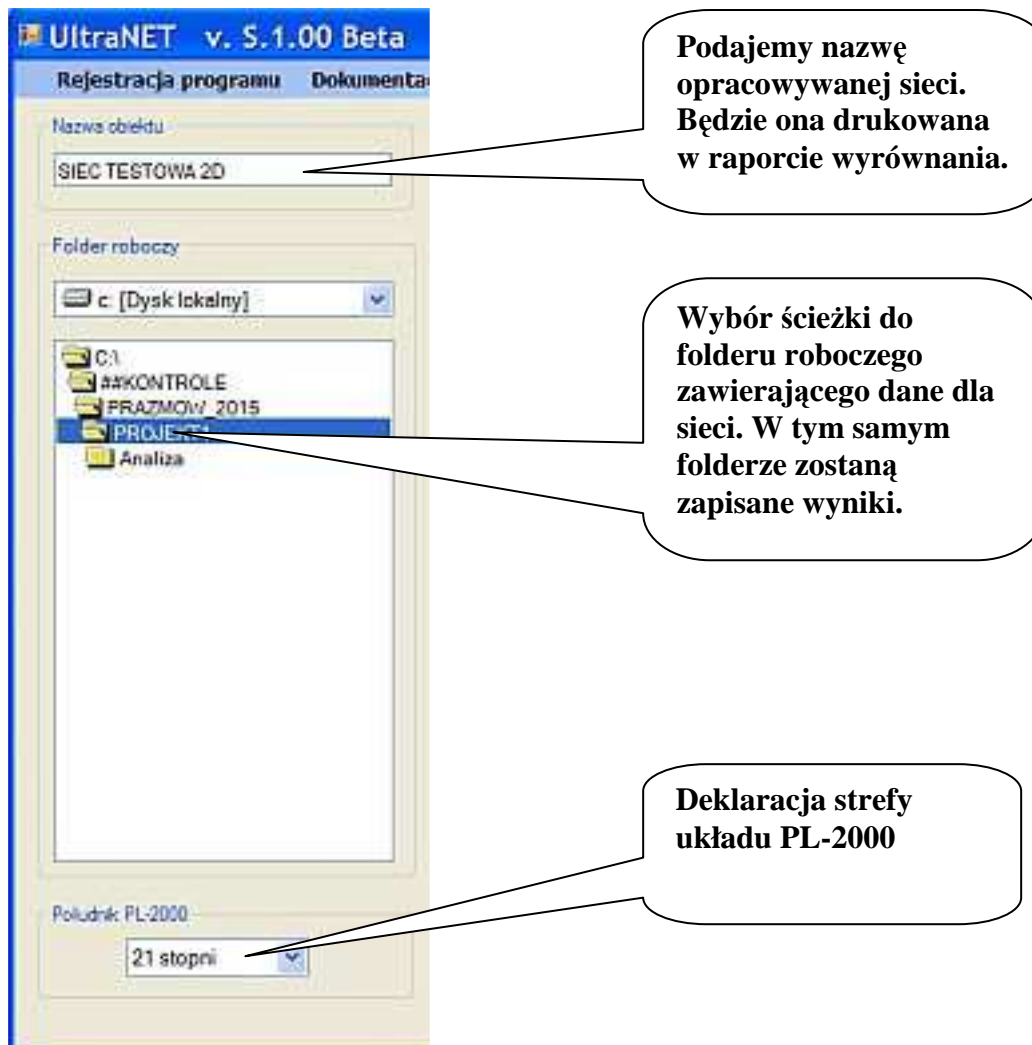 UltraNET v. S.1.00 Beta
Rejestracja programu Dokumenta
Nazwa obiektu
SIEC TESTOWA 2D
Folder roboczy
c: [Dysk lokalny]
C:\
##KONTROLE
PRAZMOW_2015
PROJEKT1
Analiza
Południk PL-2000
21 stopni
Podajemy nazwę
opracowywanej sieci.
Będzie ona drukowana
w raporcie wyrównania.
Wybór ścieżki do
folderu roboczego
zawierającego dane dla
sieci. W tym samym
folderze zostaną
zapisane wyniki.
Deklaracja strefy
układu PL-2000